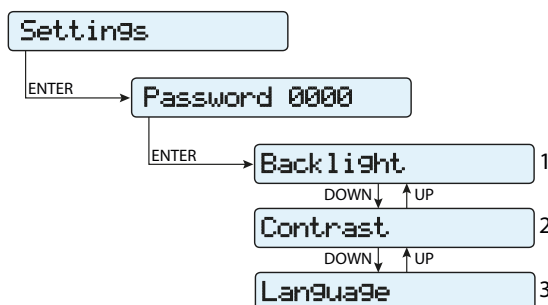 Settings
ENTER
Password 0000
ENTER
Backlight 1
DOWN UP
Contrast 2
DOWN UP
Language 3